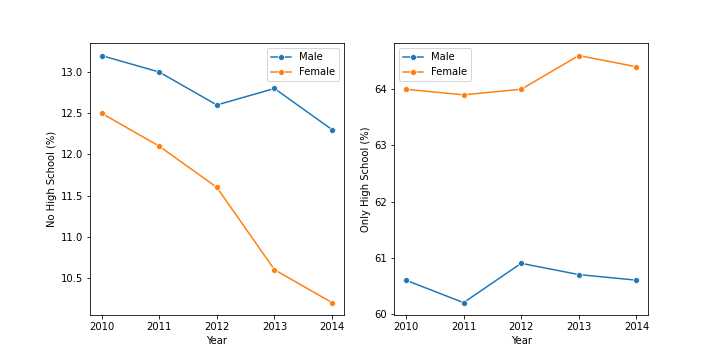 Male
Female
No High School (%)
13.0
12.5
12.0
11.5
11.0
10.5
2010 2011 2012 2013 2014
Year
Male
Female
Only High School (%)
64
63
62
61
60
2010 2011 2012 2013 2014
Year